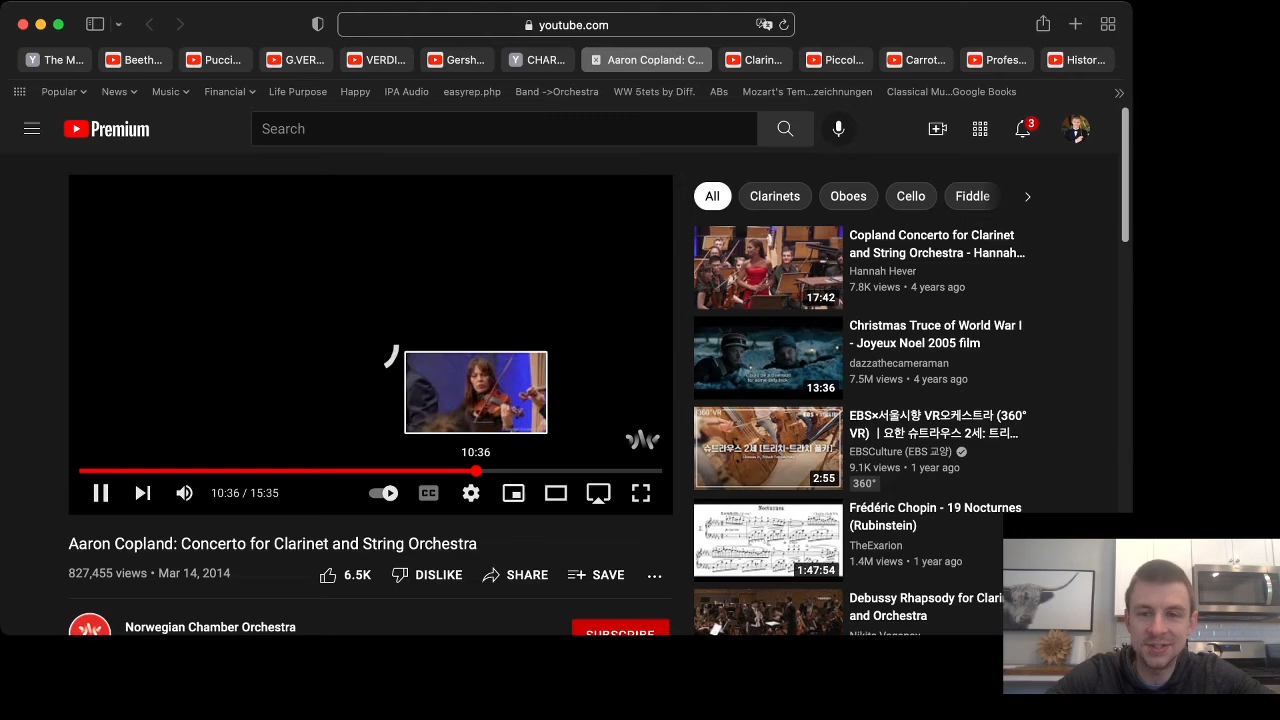 youtube.com
The M...
Beeth...
Pucci...
G.VER...
VERDI...
Gersh...
CHAR...
Aaron Copland: C...
Clarin...
Piccol...
Carrot...
Profes...
Histor...
Popular
News
Music
Financial
Life Purpose
Happy
IPA Audio
easyrep.php
Band ->Orchestra
WW 5tets by Diff.
ABs
Mozart's Tem...zeichnungen
Classical Mu...Google Books
Premium
Search
3
All
Clarinets
Oboes
Cello
Fiddle
Copland Concerto for Clarinet
and String Orchestra - Hannah...
Hannah Hever
7.8K views • 4 years ago
17:42
Christmas Truce of World War I
- Joyeux Noel 2005 film
dazzathecameraman
7.5M views • 4 years ago
13:36
EBS×서울시향 VR오케스트라 (360°
VR) ㅣ요한 슈트라우스 2세: 트리...
EBSCulture (EBS 교양)
9.1K views • 1 year ago
360°
2:55
Frédéric Chopin - 19 Nocturnes
(Rubinstein)
TheExarion
1.4M views • 1 year ago
1:47:54
Debussy Rhapsody for Clari
and Orchestra
10:36
10:36 / 15:35
CC
Aaron Copland: Concerto for Clarinet and String Orchestra
827,455 views • Mar 14, 2014
6.5K
DISLIKE
SHARE
SAVE
Norwegian Chamber Orchestra
SUBSCRIBE